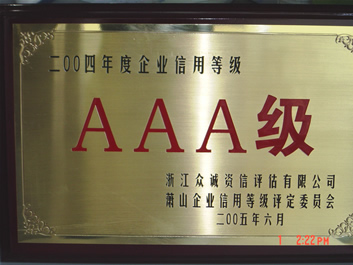 二00四年度企业信用等级
AAA级
浙江众诚资信评估有限公司
萧山企业信用等级评定委员会
二00五年六月
1 2:22PM